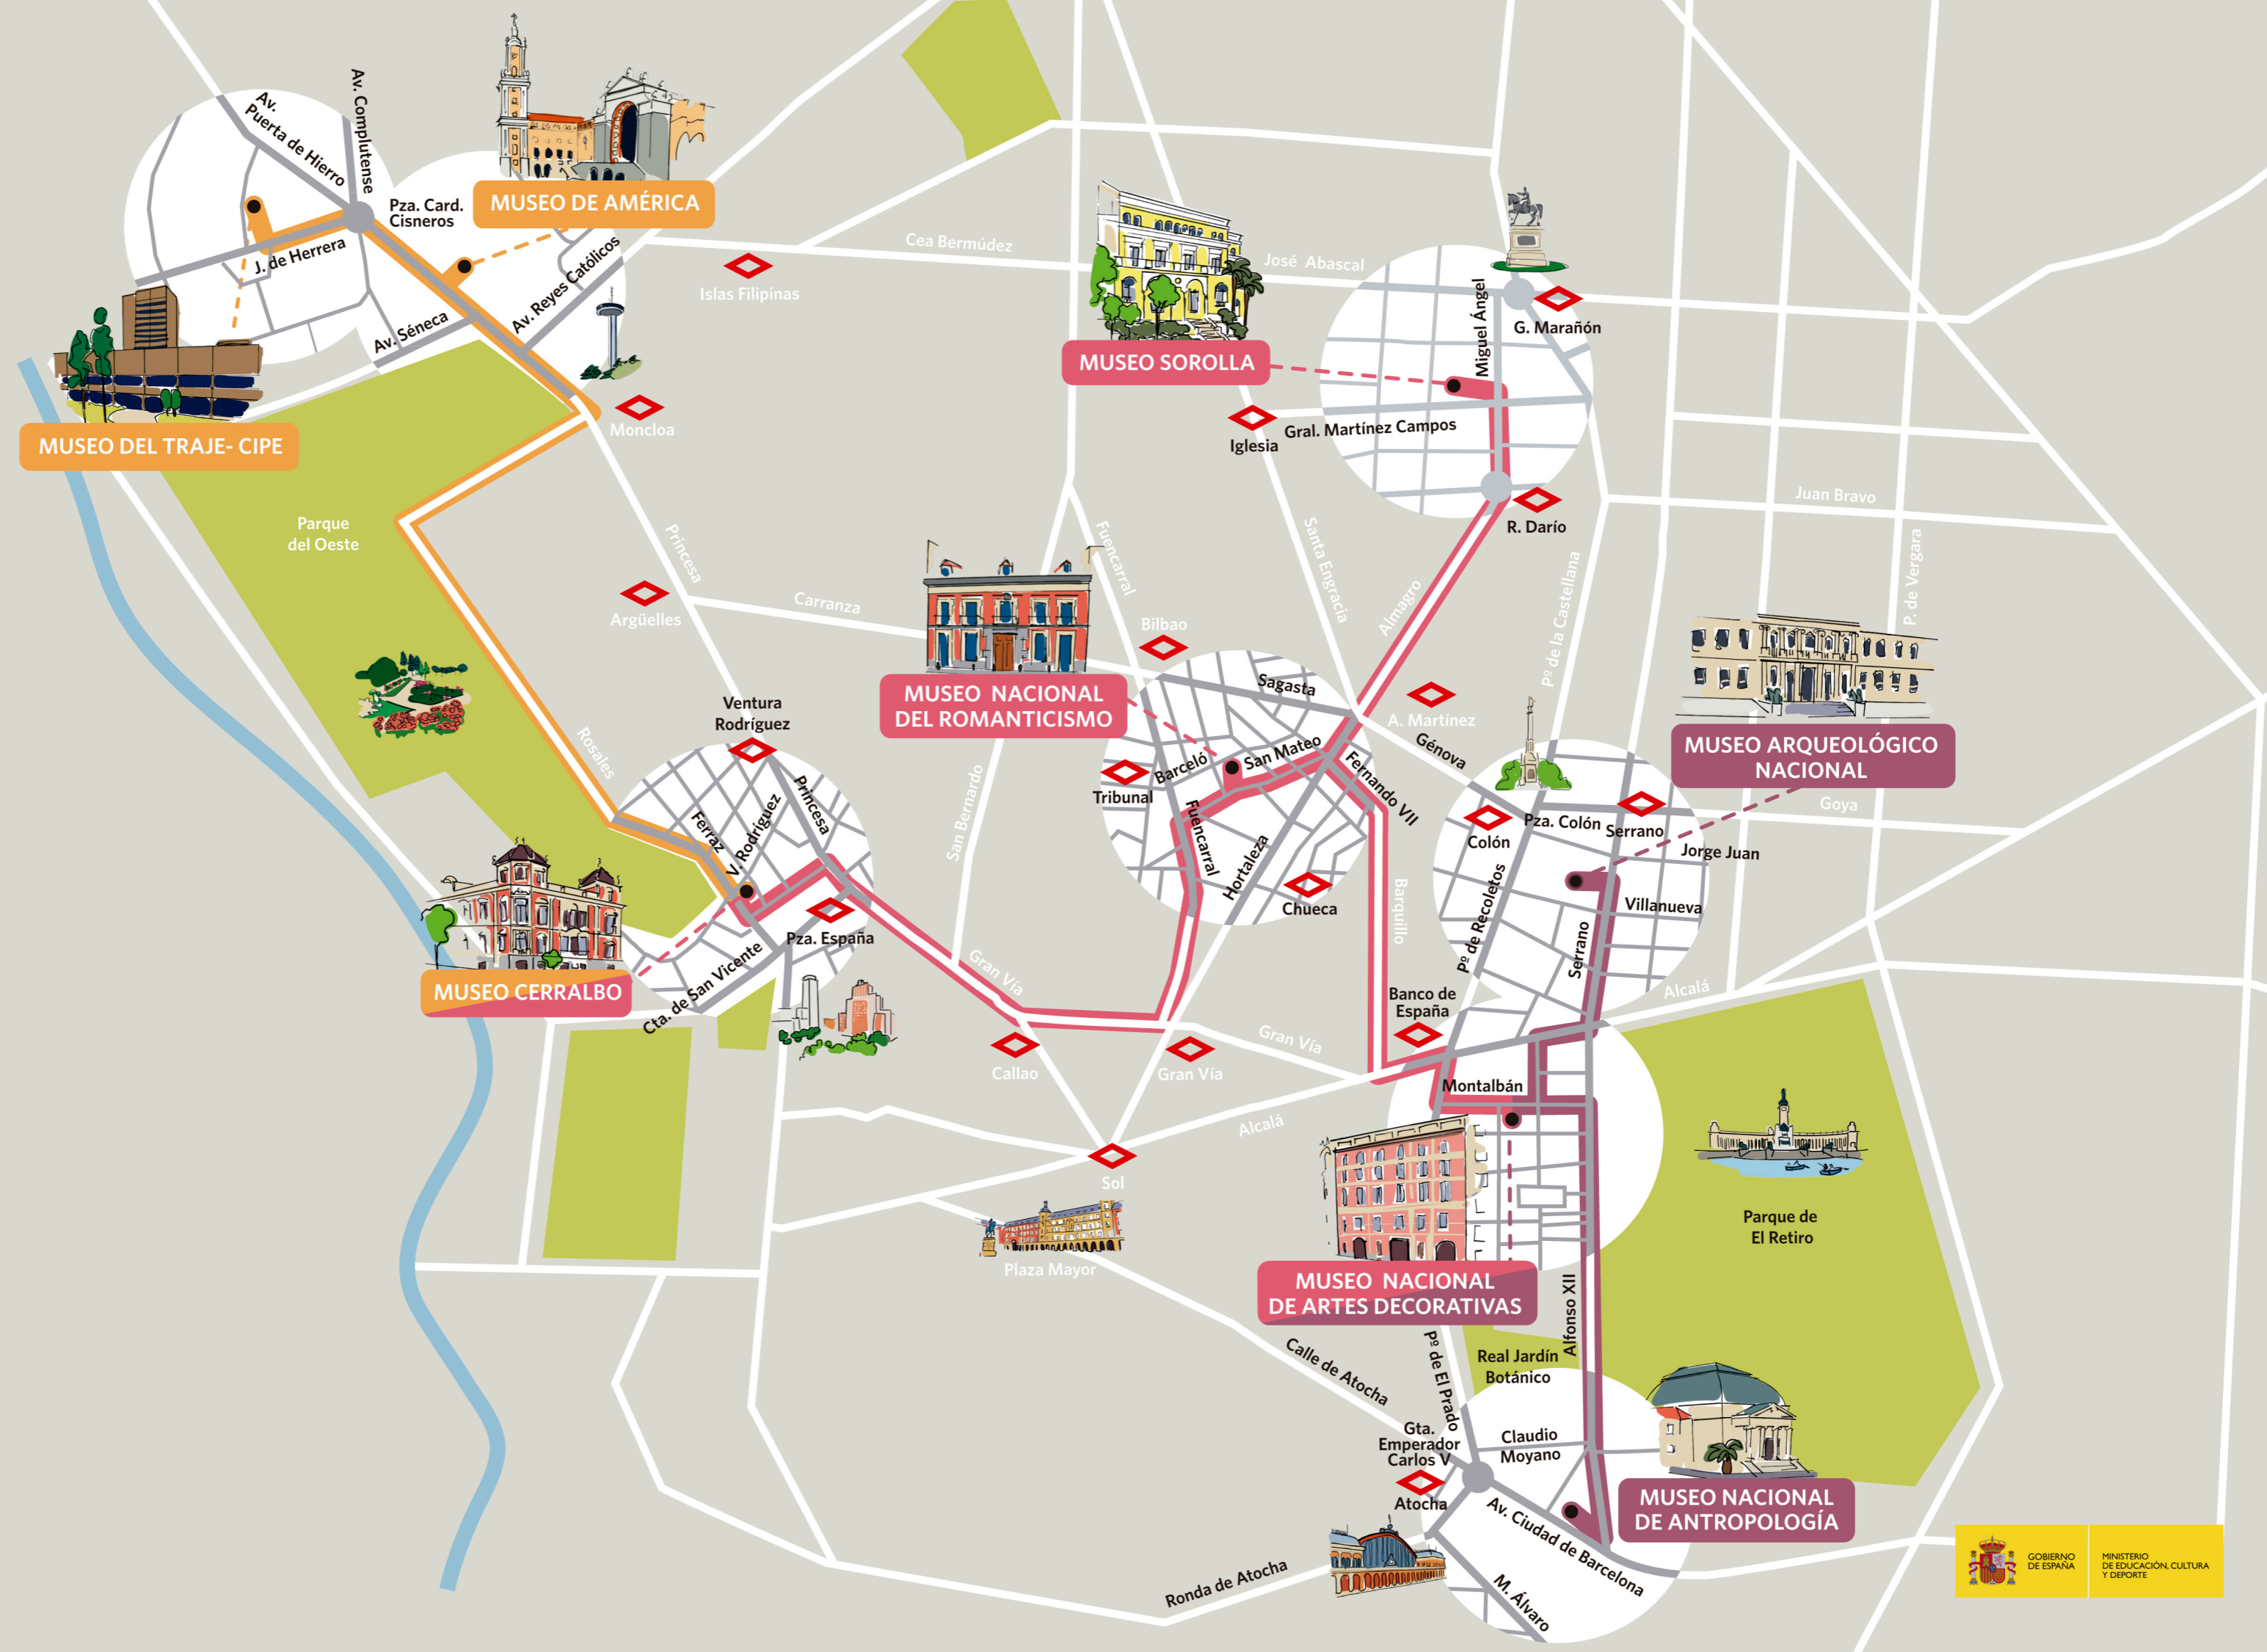 Av.
Puerta de Hierro
Av. Complutense
Pza. Card.
Cisneros
MUSEO DE AMÉRICA
J. de Herrera
Av. Séneca
Av. Reyes Católicos
Cea Bermúdez
Islas Filipinas
José Abascal
Miguel Ángel
G. Marañón
MUSEO SOROLLA
Moncloa
MUSEO DEL TRAJE- CIPE
Iglesia
Gral. Martínez Campos
Parque
del Oeste
Princesa
Fuencarral
Santa Engracia
R. Darío
Juan Bravo
Pº de la Castellana
P. de Vergara
Argüelles
Carranza
Bilbao
Almagro
MUSEO NACIONAL
DEL ROMANTICISMO
Sagasta
A. Martínez
Génova
Ventura
Rodríguez
Rosales
MUSEO ARQUEOLÓGICO
NACIONAL
San Mateo
Barceló
Tribunal
Fernando VII
Princesa
Ferraz
V. Rodríguez
San Bernardo
Fuencarral
Hortaleza
Chueca
Barquillo
Colón
Pza. Colón
Serrano
Goya
Jorge Juan
Villanueva
Pº de Recoletos
Serrano
Pza. España
MUSEO CERRALBO
Cta. de San Vicente
Gran Vía
Callao
Gran Vía
Gran Vía
Banco de
España
Alcalá
Montalbán
Alcalá
Sol
Plaza Mayor
Parque de
El Retiro
MUSEO NACIONAL
DE ARTES DECORATIVAS
Alfonso XII
Pº de El Prado
Real Jardín
Botánico
Calle de Atocha
Gta.
Emperador
Carlos V
Claudio
Moyano
Atocha
Av. Ciudad de Barcelona
MUSEO NACIONAL
DE ANTROPOLOGÍA
Ronda de Atocha
M. Álvaro
GOBIERNO
DE ESPAÑA
MINISTERIO
DE EDUCACIÓN, CULTURA
Y DEPORTE